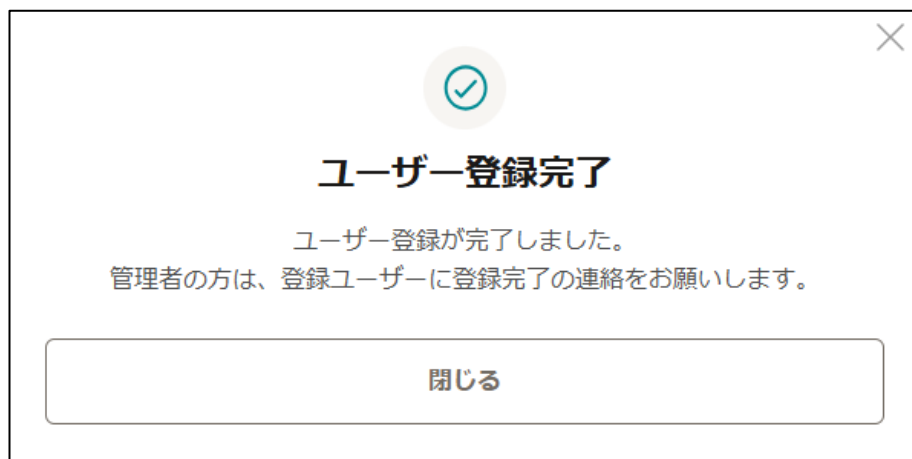 ユーザー登録完了
ユーザー登録が完了しました。
管理者の方は、登録ユーザーに登録完了の連絡をお願いします。
閉じる